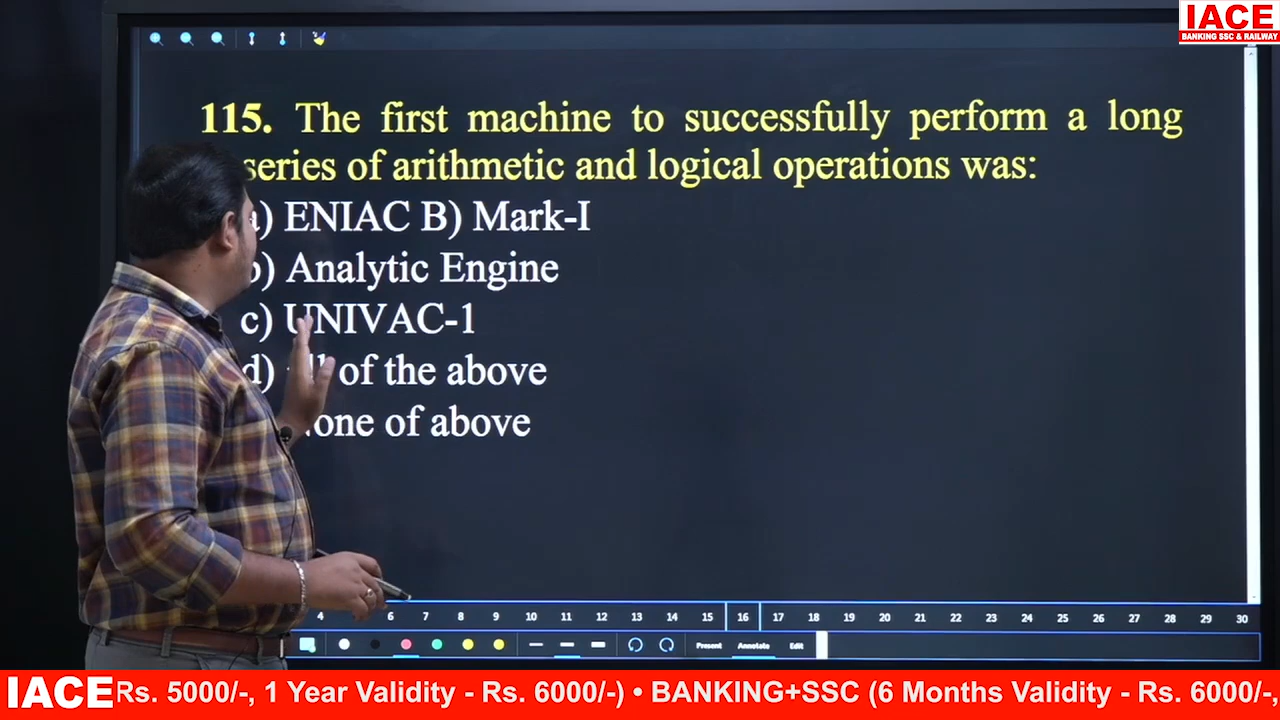 IACE
BANKING SSC & RAILWAY
115. The first machine to successfully perform a long
series of arithmetic and logical operations was:
a) ENIAC B) Mark-I
b) Analytic Engine
c) UNIVAC-1
d) of the above
of above
4 6 7 8 9 10 11 12 13 14 15 16 17 18 19 20 21 22 23 24 25 26 27 28 29 30
Present Annotate Edit
IACE Rs. 5000/-, 1 Year Validity - Rs. 6000/-) • BANKING+SSC (6 Months Validity - Rs. 6000/-,